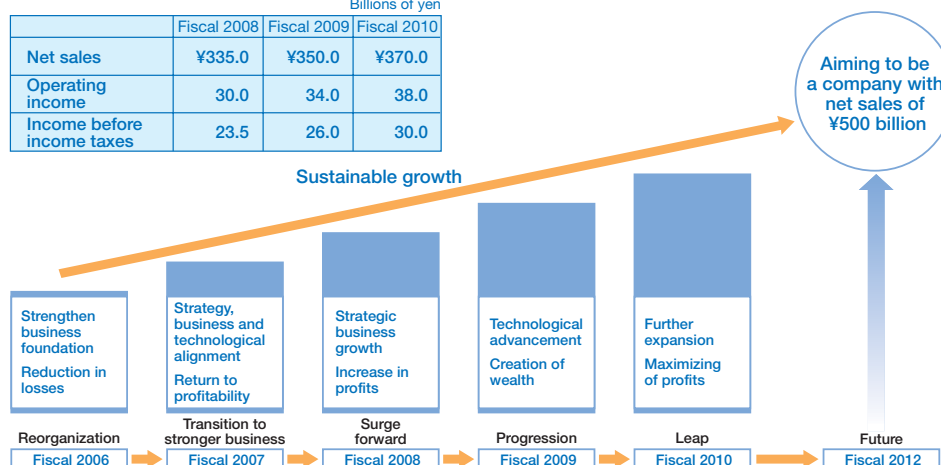 Billions of yen
Fiscal 2008 Fiscal 2009 Fiscal 2010
Net sales ¥335.0 ¥350.0 ¥370.0
Operating
income 30.0 34.0 38.0
Income before
income taxes 23.5 26.0 30.0
Aiming to be
a company with
net sales of
¥500 billion
Sustainable growth
Strengthen
business
foundation
Reduction in
losses
Strategy,
business and
technological
alignment
Return to
profitability
Strategic
business
growth
Increase in
profits
Technological
advancement
Creation of
wealth
Further
expansion
Maximizing
of profits
Reorganization
Fiscal 2006
Transition to
stronger business
Fiscal 2007
Surge
forward
Fiscal 2008
Progression
Fiscal 2009
Leap
Fiscal 2010
Future
Fiscal 2012